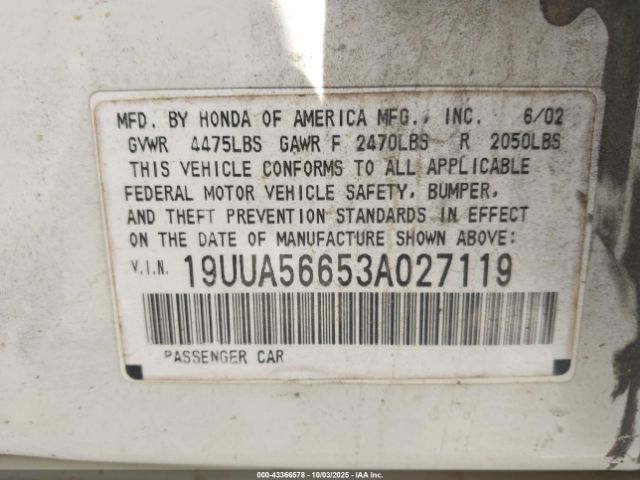 MFD. BY HONDA OF AMERICA MFG., INC. 6/02
GVWR 4475LBS GAWR F 2470LBS R 2050LBS
THIS VEHICLE CONFORMS TO ALL APPLICABLE
FEDERAL MOTOR VEHICLE SAFETY, BUMPER,
AND THEFT PREVENTION STANDARDS IN EFFECT
ON THE DATE OF MANUFACTURE SHOWN ABOVE:
V.I.N. 19UUA56653A027119
PASSENGER CAR
000-43366578 - 10/03/2025 - IAA Inc.